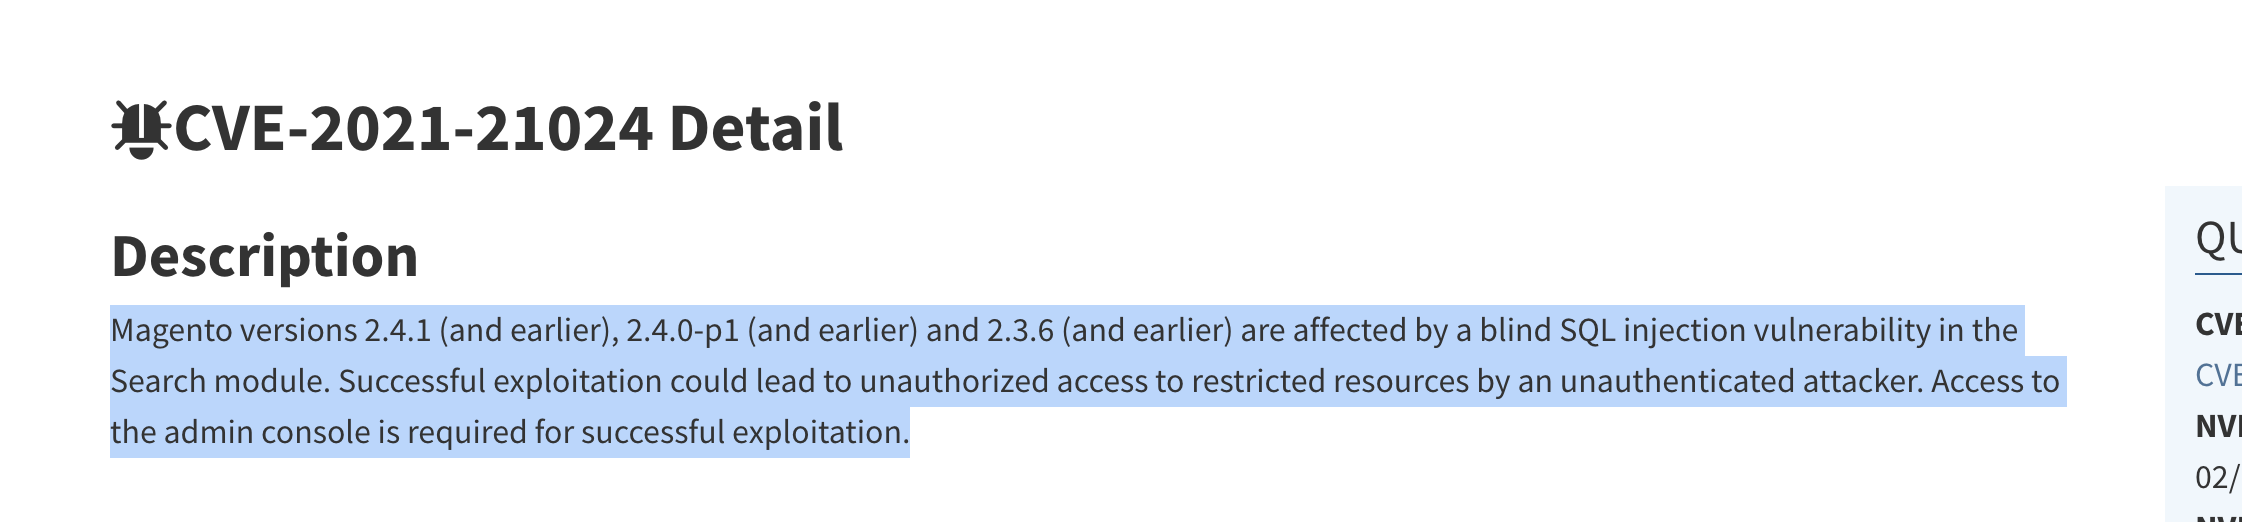 CVE-2021-21024 Detail
Description
Magento versions 2.4.1 (and earlier), 2.4.0-p1 (and earlier) and 2.3.6 (and earlier) are affected by a blind SQL injection vulnerability in the
Search module. Successful exploitation could lead to unauthorized access to restricted resources by an unauthenticated attacker. Access to
the admin console is required for successful exploitation.
QU
CVE
CVE
NVD
02/